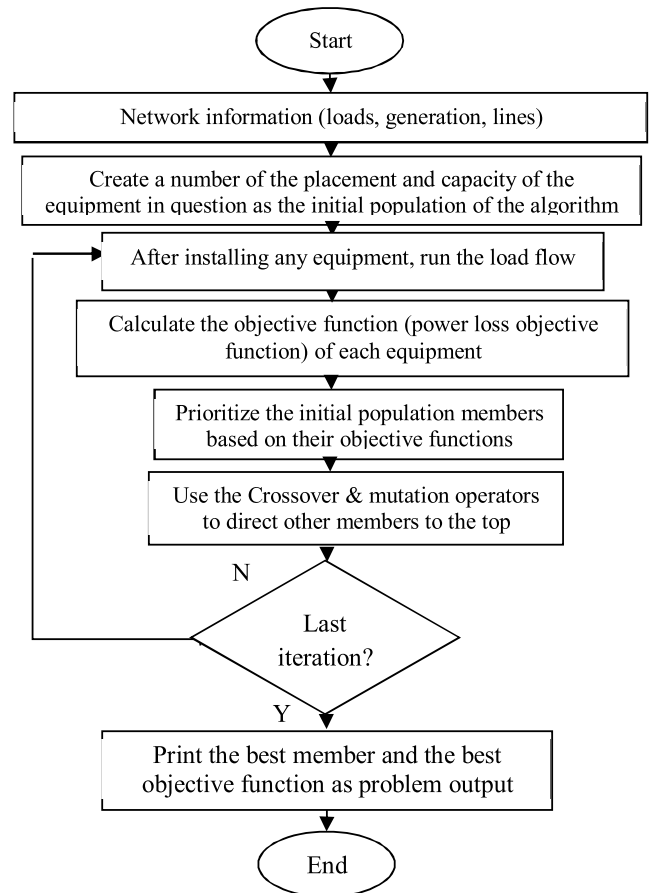 Start
Network information (loads, generation, lines)
Create a number of the placement and capacity of the
equipment in question as the initial population of the algorithm
After installing any equipment, run the load flow
Calculate the objective function (power loss objective
function) of each equipment
Prioritize the initial population members
based on their objective functions
Use the Crossover & mutation operators
to direct other members to the top
N
Last
iteration?
Y
Print the best member and the best
objective function as problem output
End